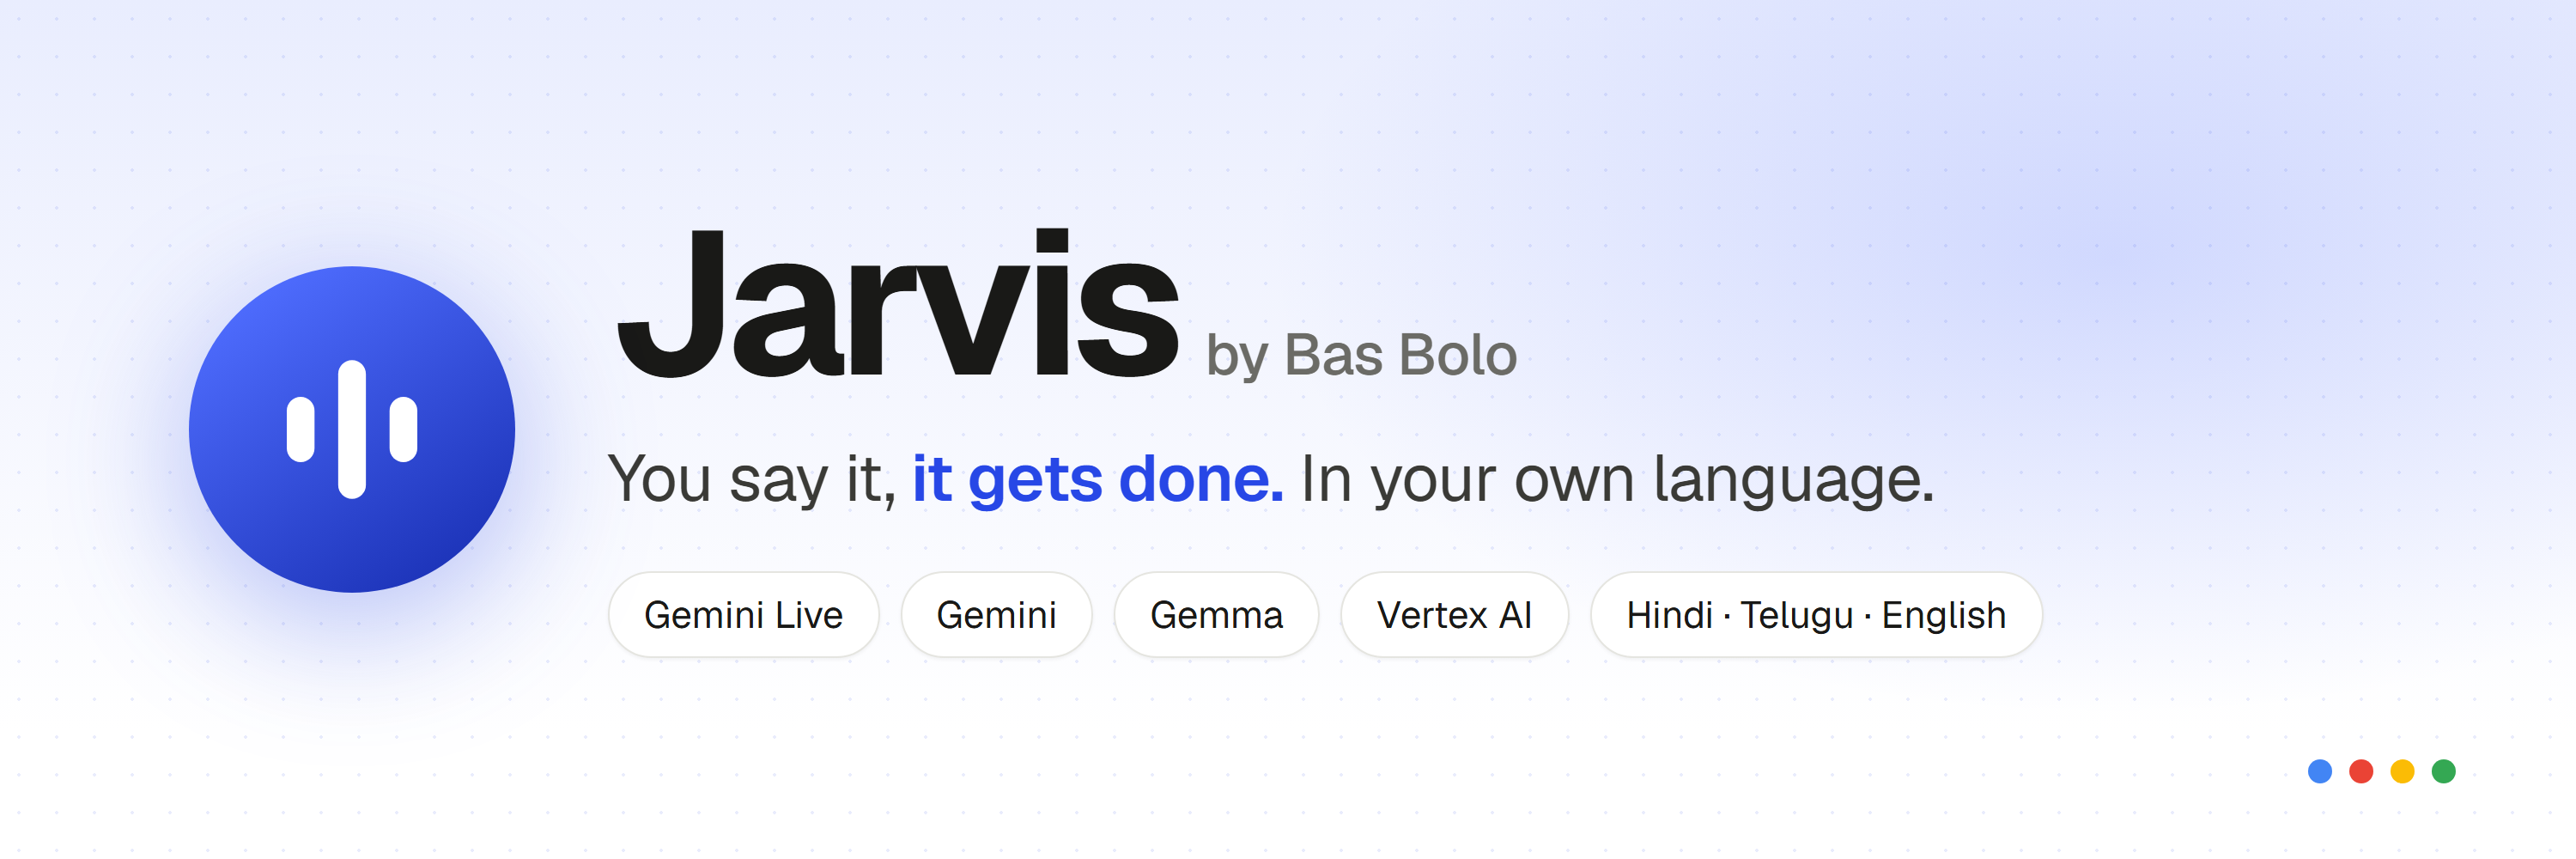 Jarvis by Bas Bolo
You say it, it gets done. In your own language.
Gemini Live Gemini Gemma Vertex AI Hindi · Telugu · English